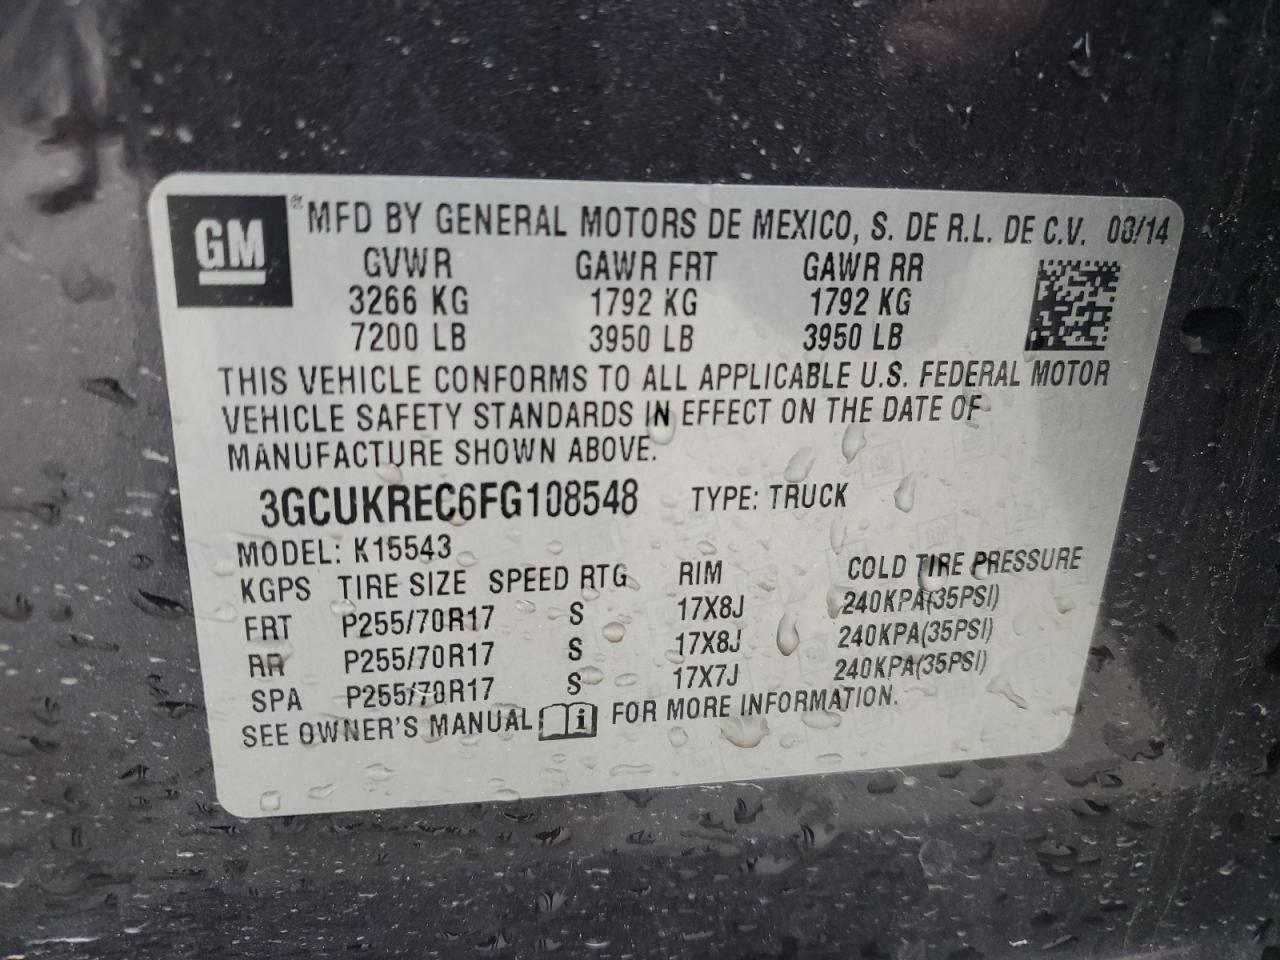 GM ® MFD BY GENERAL MOTORS DE MEXICO, S. DE R.L. DE C.V. 08/14
GVWR GAWR FRT GAWR RR
3266 KG 1792 KG 1792 KG
7200 LB 3950 LB 3950 LB
THIS VEHICLE CONFORMS TO ALL APPLICABLE U.S. FEDERAL MOTOR
VEHICLE SAFETY STANDARDS IN EFFECT ON THE DATE OF
MANUFACTURE SHOWN ABOVE.
3GCUKREC6FG108548 TYPE: TRUCK
MODEL: K15543
KGPS TIRE SIZE SPEED RTG RIM COLD TIRE PRESSURE
FRT P255/70R17 S 17X8J 240KPA(35PSI)
RR P255/70R17 S 17X8J 240KPA(35PSI)
SPA P255/70R17 S 17X7J 240KPA(35PSI)
SEE OWNER'S MANUAL i FOR MORE INFORMATION.